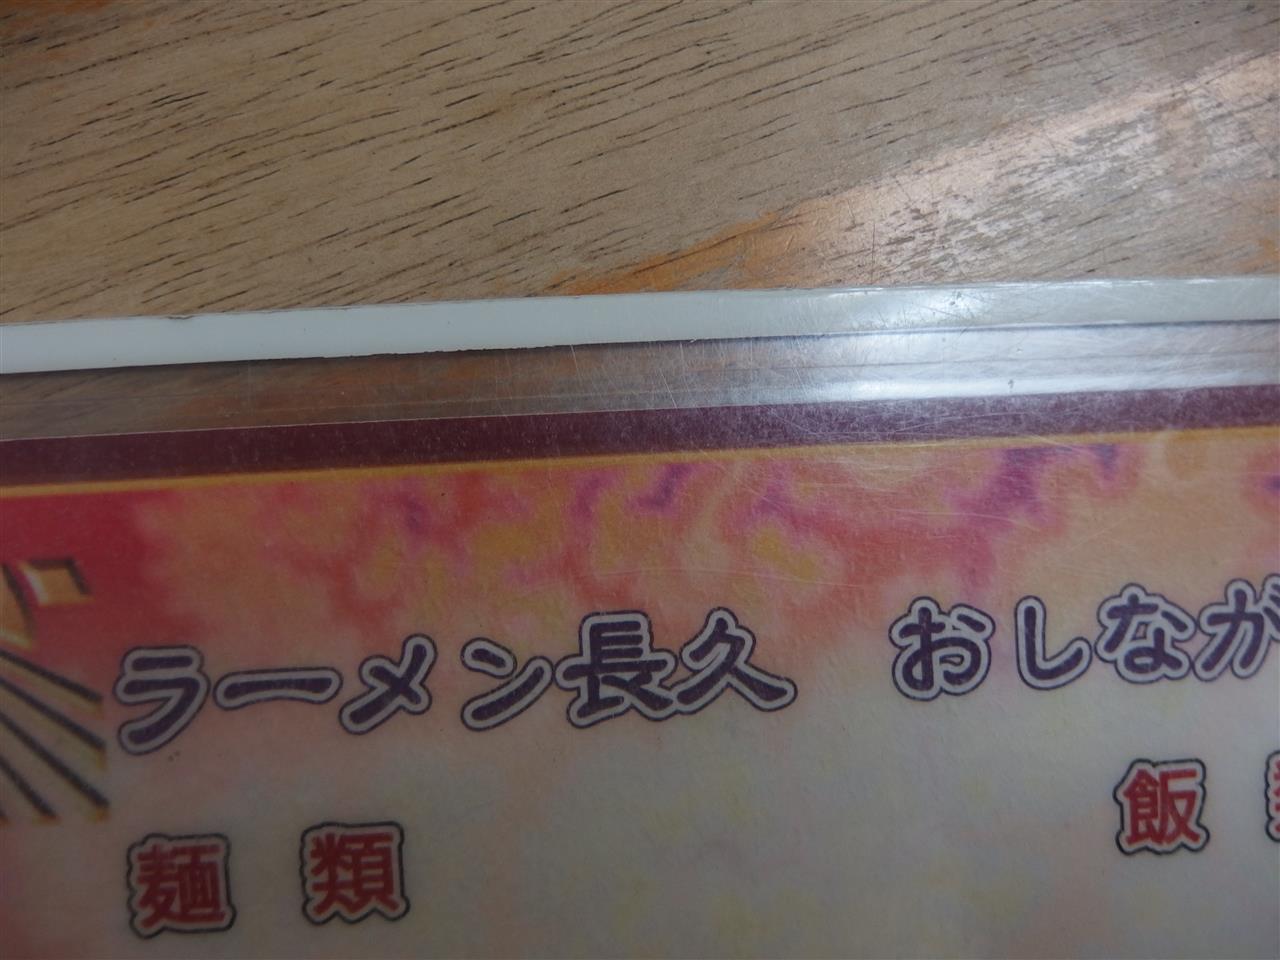 ラーメン長久 おしなが
麺類 飯